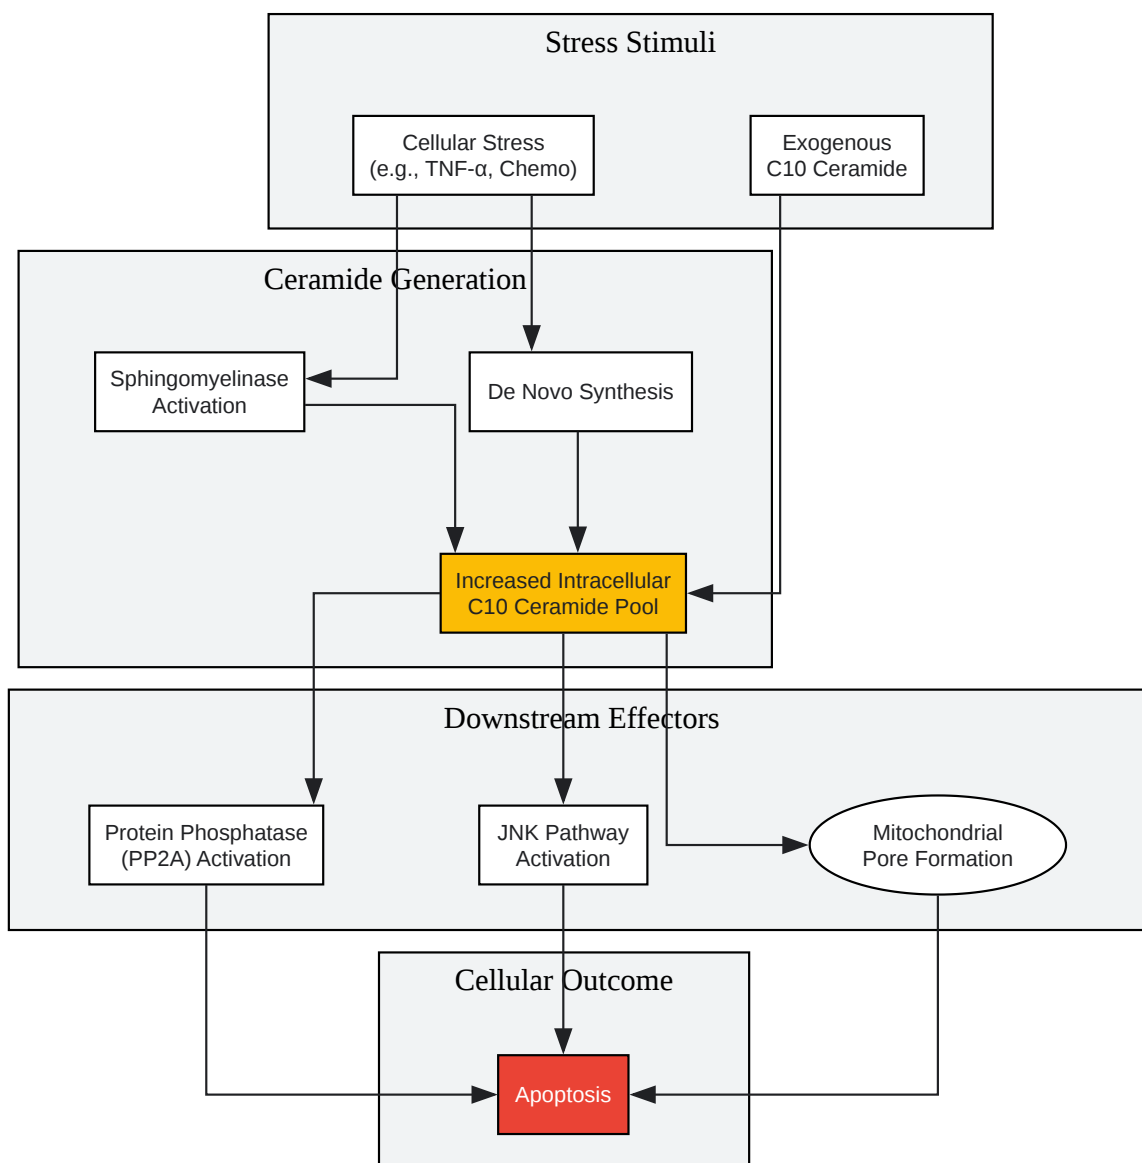 Stress Stimuli
Cellular Stress
(e.g., TNF-α, Chemo)
Exogenous
C10 Ceramide
Ceramide Generation
Sphingomyelinase
Activation
De Novo Synthesis
Increased Intracellular
C10 Ceramide Pool
Downstream Effectors
Protein Phosphatase
(PP2A) Activation
JNK Pathway
Activation
Mitochondrial
Pore Formation
Cellular Outcome
Apoptosis